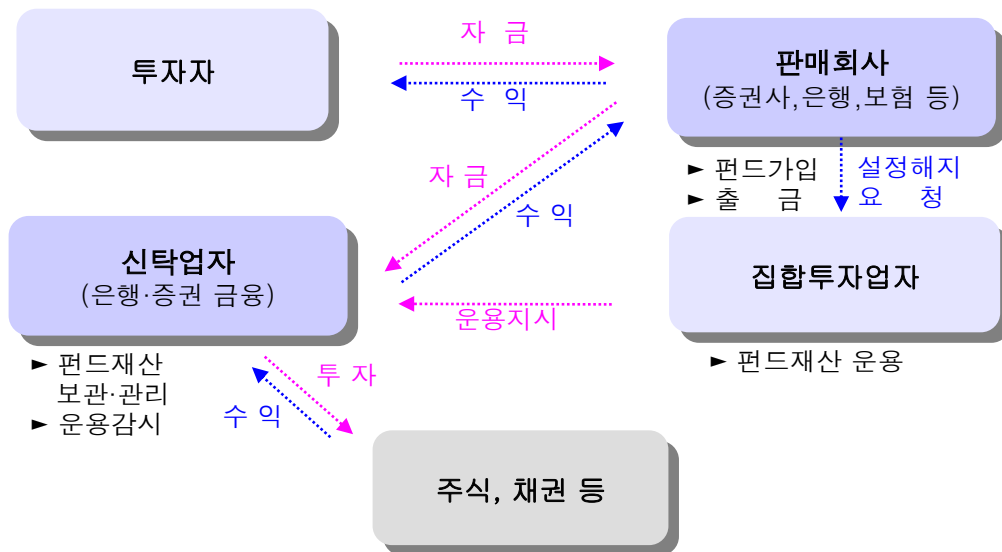 자 금
투자자
수 익
판매회사
(증권사,은행,보험 등)
► 펀드가입
► 출 금
설정해지
요 청
자 금
수 익
신탁업자
(은행·증권 금융)
운용지시
집합투자업자
► 펀드재산 운용
► 펀드재산
보관·관리
► 운용감시
투 자
수 익
주식, 채권 등